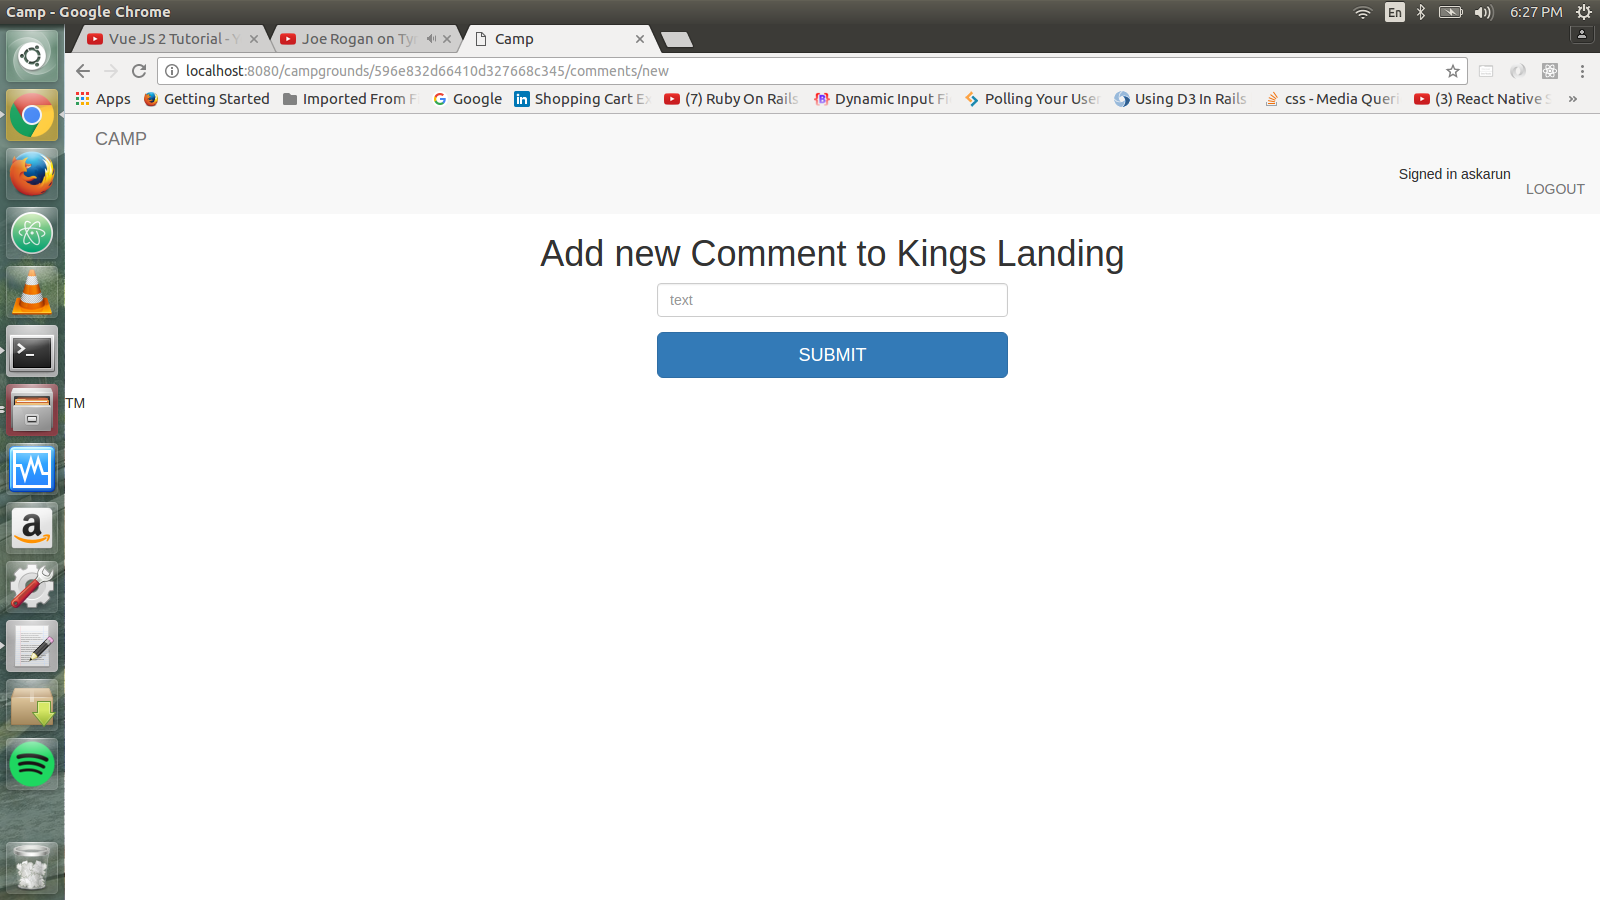 Camp - Google Chrome
En
6:27 PM
Vue JS 2 Tutorial - Y
Joe Rogan on Ty
Camp
localhost:8080/campgrounds/596e832d66410d327668c345/comments/new
Apps
Getting Started
Imported From F
Google
Shopping Cart Ex
(7) Ruby On Rails
Dynamic Input Fi
Polling Your User
Using D3 In Rails
css - Media Queri
(3) React Native
»
CAMP
Signed in askarun
LOGOUT
Add new Comment to Kings Landing
text
SUBMIT
TM